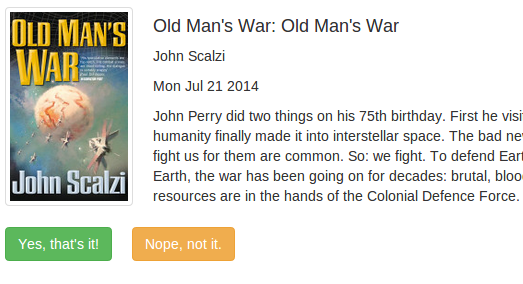 OLD MAN'S
WAR
John Scalzi
Old Man's War: Old Man's War
John Scalzi
Mon Jul 21 2014
John Perry did two things on his 75th birthday. First he visi
humanity finally made it into interstellar space. The bad ne
fight us for them are common. So: we fight. To defend Eart
Earth, the war has been going on for decades: brutal, bloo
resources are in the hands of the Colonial Defence Force.
Yes, that's it!
Nope, not it.